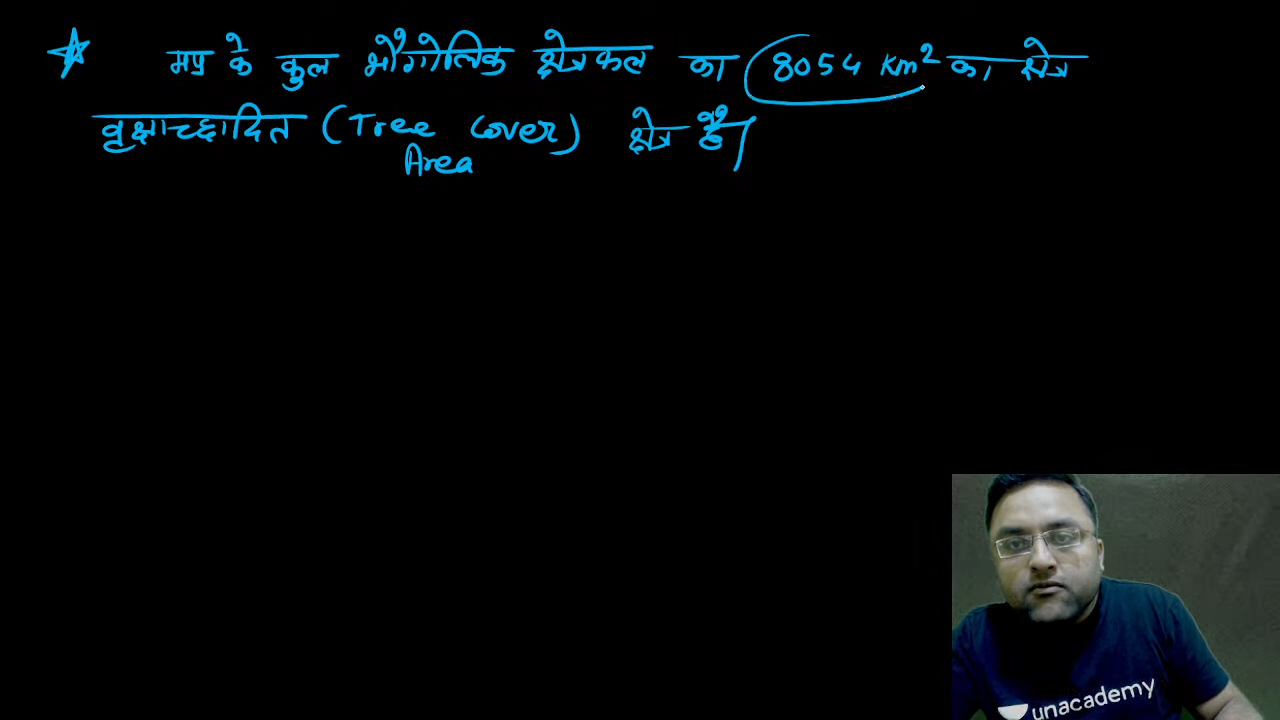 मप्र के कुल भौगोलिक क्षेत्रफल का 8054 Km² का क्षेत्र
वृक्षाच्छादित (Tree Cover) क्षेत्र है।
Area
unacademy